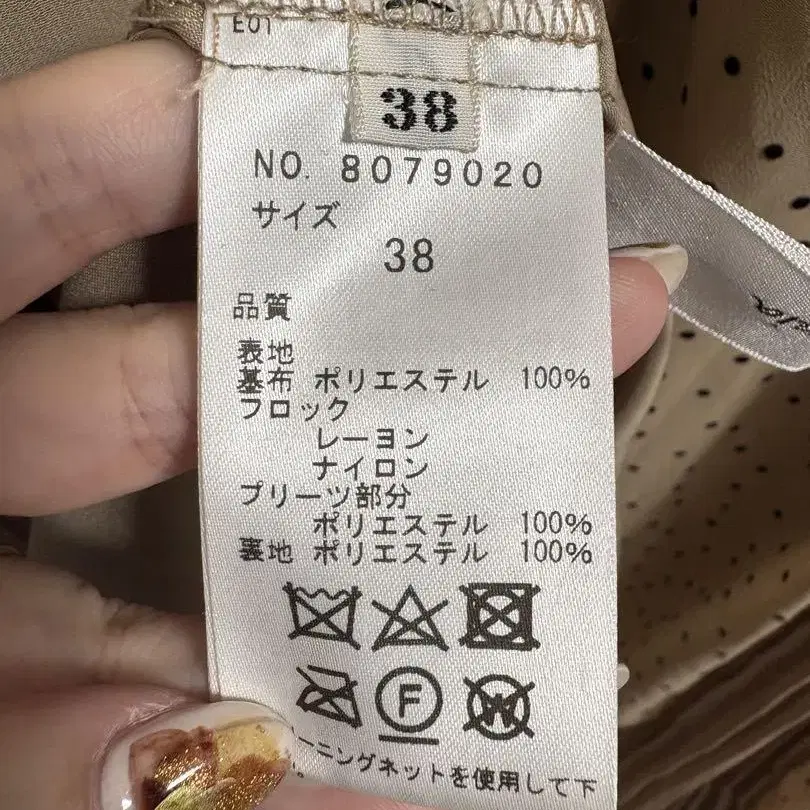 E01
38
NO. 8079020
サイズ
38
品質
表地
基布 ポリエステル 100%
フロック
レーヨン
ナイロン
プリーツ部分
ポリエステル 100%
裏地 ポリエステル 100%
F
W
ーニングネットを使用して下